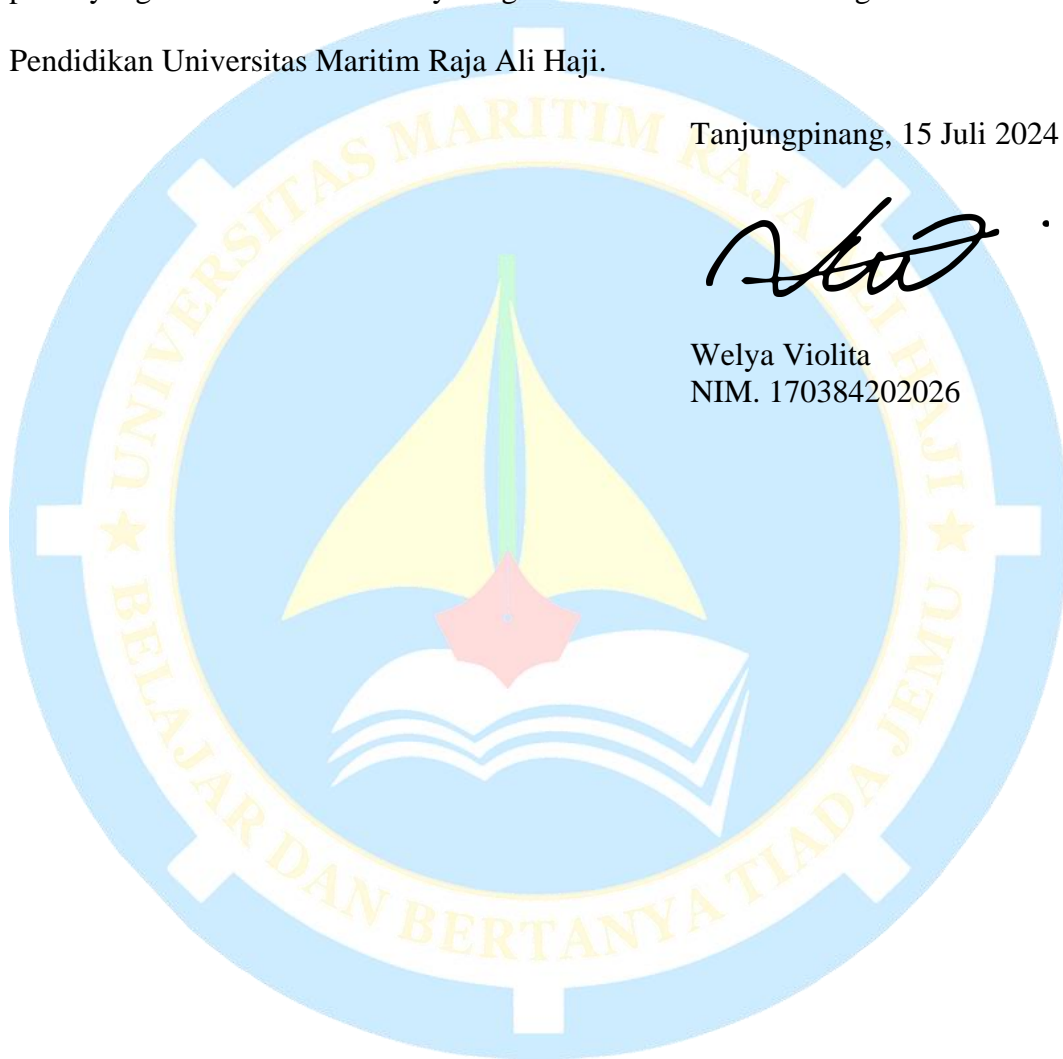 Pendidikan Universitas Maritim Raja Ali Haji.
Tanjungpinang, 15 Juli 2024
Welya Violita
NIM. 170384202026
UNIVERSITAS MARITIM RAJA ALI HAJI
BELAJAR DAN BERTANYA TIADA JEMU